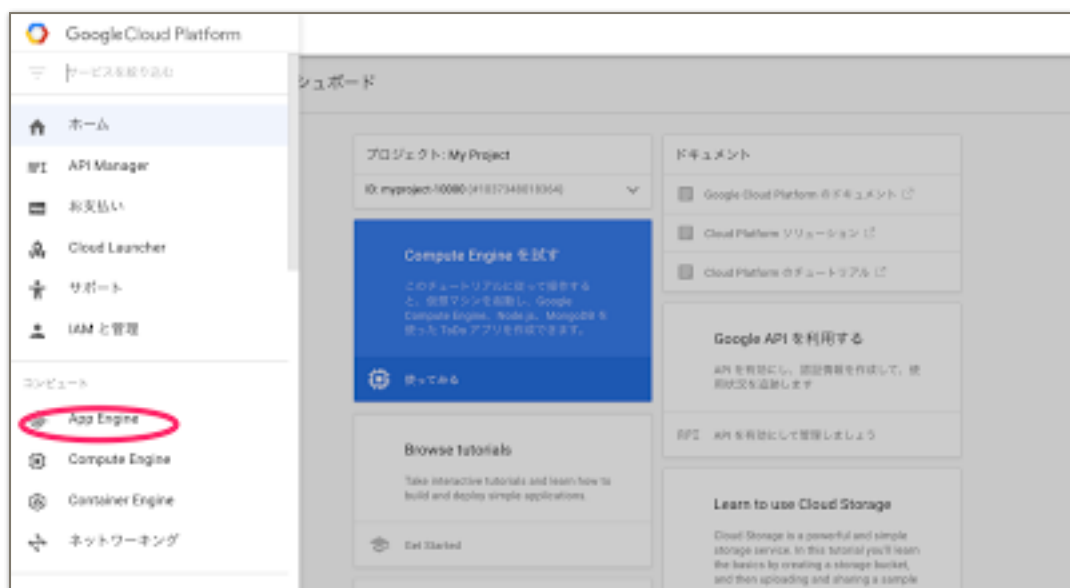 Google Cloud Platform
サービスを絞り込む
ホーム
API Manager
お支払い
Cloud Launcher
サポート
IAM と管理
コンピュート
App Engine
Compute Engine
Container Engine
ネットワーキング
シュボード
プロジェクト: My Project
ID: myproject-10080
Compute Engine を試す
このチュートリアルに従って操作する
と、仮想マシンを起動し、Google
Compute Engine、Node.js、MongoDB を
使った ToDo アプリを作成できます。
使ってみる
Browse tutorials
Take interactive tutorials and learn how to
build and deploy simple applications.
Get Started
ドキュメント
Google Cloud Platform のドキュメント
Cloud Platform ソリューション
Cloud Platform のチュートリアル
Google API を利用する
API を有効にし、認証情報を作成して、使
用状況を追跡します
API API を有効にして管理しましょう
Learn to use Cloud Storage
Cloud Storage is a powerful and simple
storage service. In this tutorial you'll learn
the basics by creating a storage bucket,
and then uploading and sharing a sample